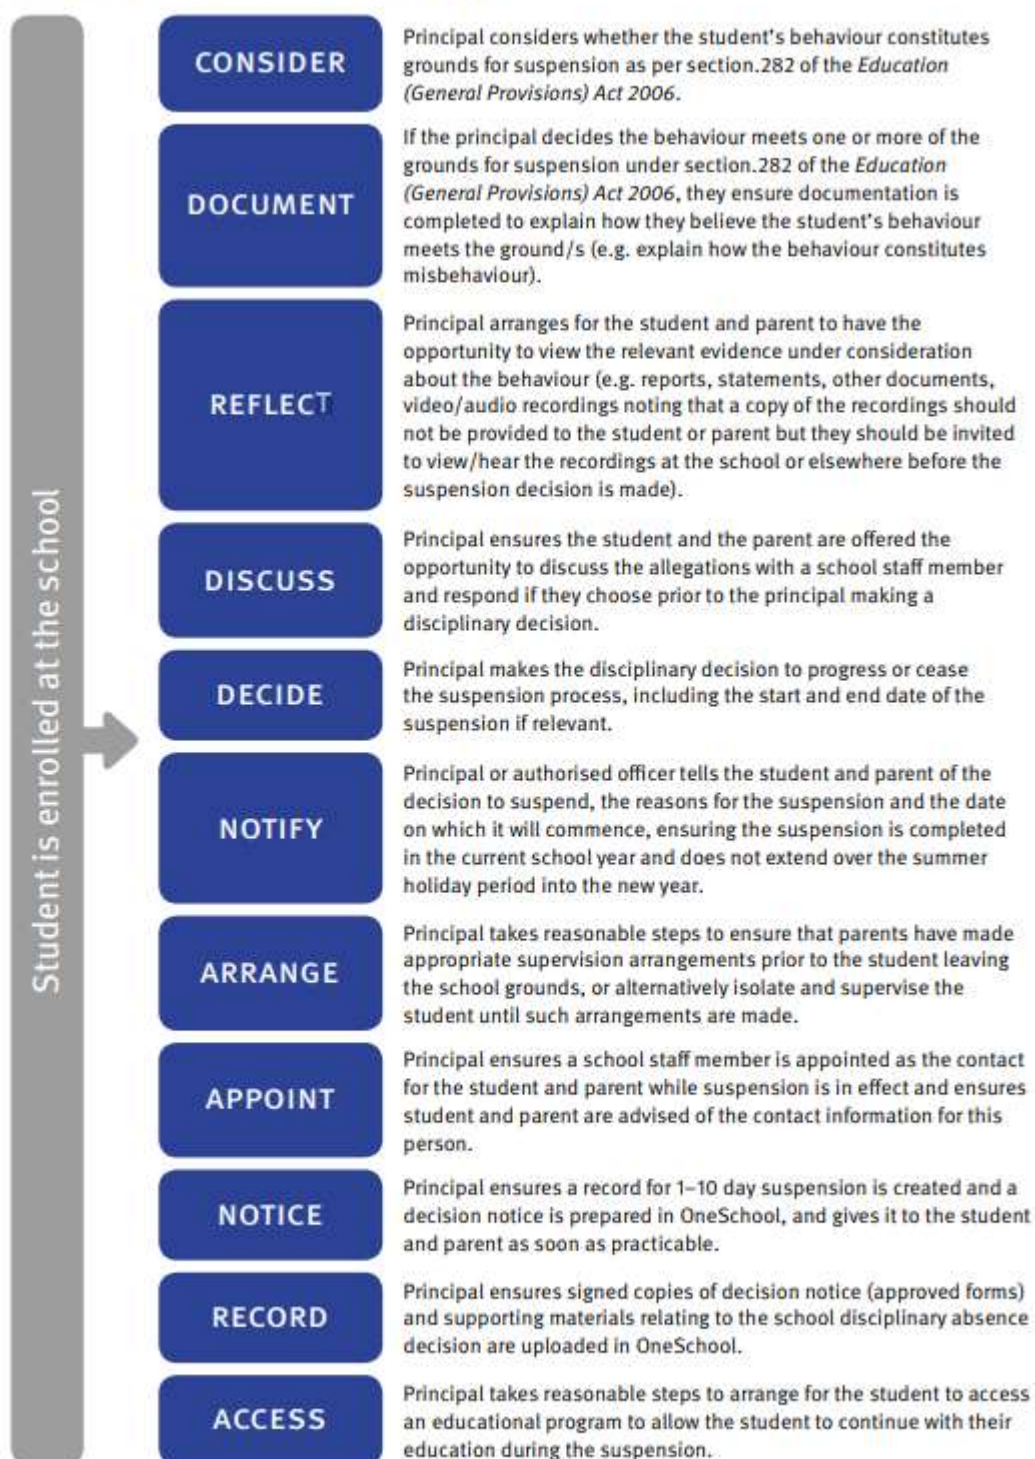 Student is enrolled at the school
CONSIDER
Principal considers whether the student's behaviour constitutes
grounds for suspension as per section.282 of the Education
(General Provisions) Act 2006.
DOCUMENT
If the principal decides the behaviour meets one or more of the
grounds for suspension under section.282 of the Education
(General Provisions) Act 2006, they ensure documentation is
completed to explain how they believe the student's behaviour
meets the ground/s (e.g. explain how the behaviour constitutes
misbehaviour).
REFLECT
Principal arranges for the student and parent to have the
opportunity to view the relevant evidence under consideration
about the behaviour (e.g. reports, statements, other documents,
video/audio recordings noting that a copy of the recordings should
not be provided to the student or parent but they should be invited
to view/hear the recordings at the school or elsewhere before the
suspension decision is made).
DISCUSS
Principal ensures the student and the parent are offered the
opportunity to discuss the allegations with a school staff member
and respond if they choose prior to the principal making a
disciplinary decision.
DECIDE
Principal makes the disciplinary decision to progress or cease
the suspension process, including the start and end date of the
suspension if relevant.
NOTIFY
Principal or authorised officer tells the student and parent of the
decision to suspend, the reasons for the suspension and the date
on which it will commence, ensuring the suspension is completed
in the current school year and does not extend over the summer
holiday period into the new year.
ARRANGE
Principal takes reasonable steps to ensure that parents have made
appropriate supervision arrangements prior to the student leaving
the school grounds, or alternatively isolate and supervise the
student until such arrangements are made.
APPOINT
Principal ensures a school staff member is appointed as the contact
for the student and parent while suspension is in effect and ensures
student and parent are advised of the contact information for this
person.
NOTICE
Principal ensures a record for 1–10 day suspension is created and a
decision notice is prepared in OneSchool, and gives it to the student
and parent as soon as practicable.
RECORD
Principal ensures signed copies of decision notice (approved forms)
and supporting materials relating to the school disciplinary absence
decision are uploaded in OneSchool.
ACCESS
Principal takes reasonable steps to arrange for the student to access
an educational program to allow the student to continue with their
education during the suspension.